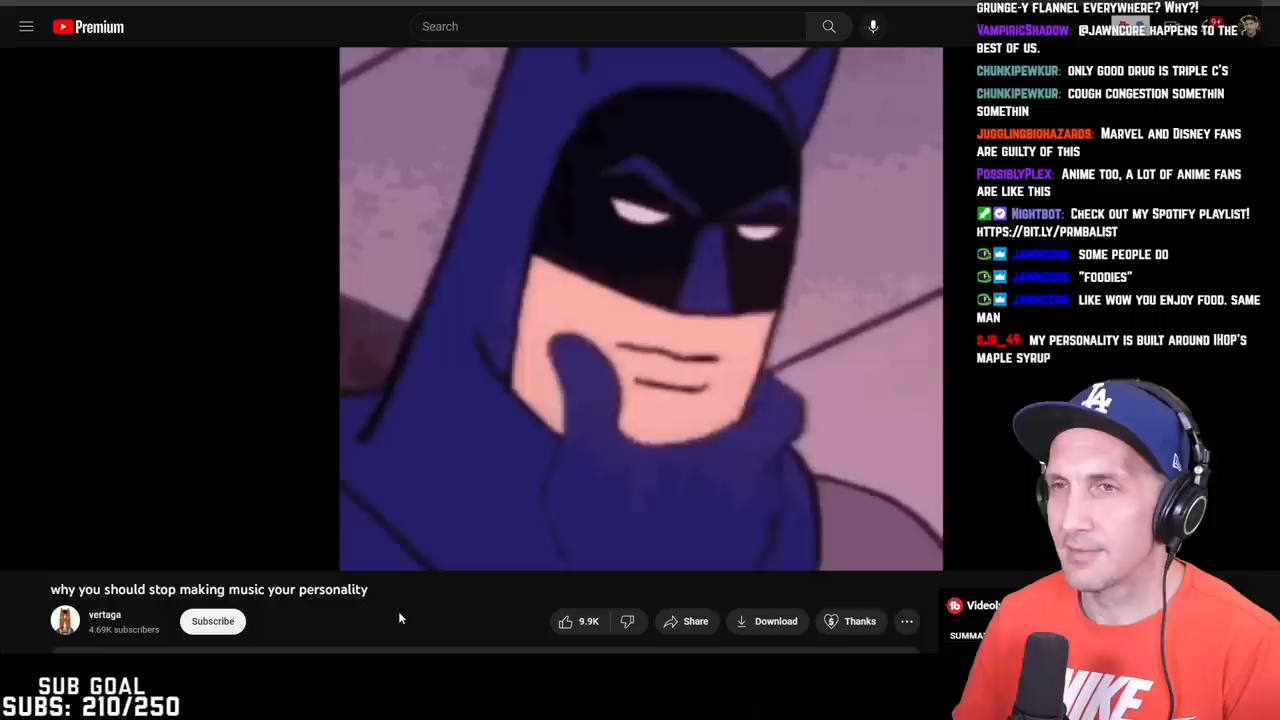 Premium
Search
9+
GRUNGE-Y FLANNEL EVERYWHERE? WHY?!
VAMPIRICSHADOW: @JAWNCORE HAPPENS TO THE
BEST OF US.
CHUNKIPEWKUR: ONLY GOOD DRUG IS TRIPLE C'S
CHUNKIPEWKUR: COUGH CONGESTION SOMETHIN
SOMETHIN
JUGGLINGBIOHAZARDS: MARVEL AND DISNEY FANS
ARE GUILTY OF THIS
POSSIBLYPLEX: ANIME TOO, A LOT OF ANIME FANS
ARE LIKE THIS
NIGHTBOT: CHECK OUT MY SPOTIFY PLAYLIST!
HTTPS://BIT.LY/PRMBALIST
JAWNCORE: SOME PEOPLE DO
JAWNCORE: "FOODIES"
JAWNCORE: LIKE WOW YOU ENJOY FOOD. SAME
MAN
SJR_49: MY PERSONALITY IS BUILT AROUND IHOP'S
MAPLE SYRUP
LA
why you should stop making music your personality
vertaga
4.69K subscribers
Subscribe
9.9K
Share
Download
Thanks
SUB GOAL
SUBS: 210/250
NIKE